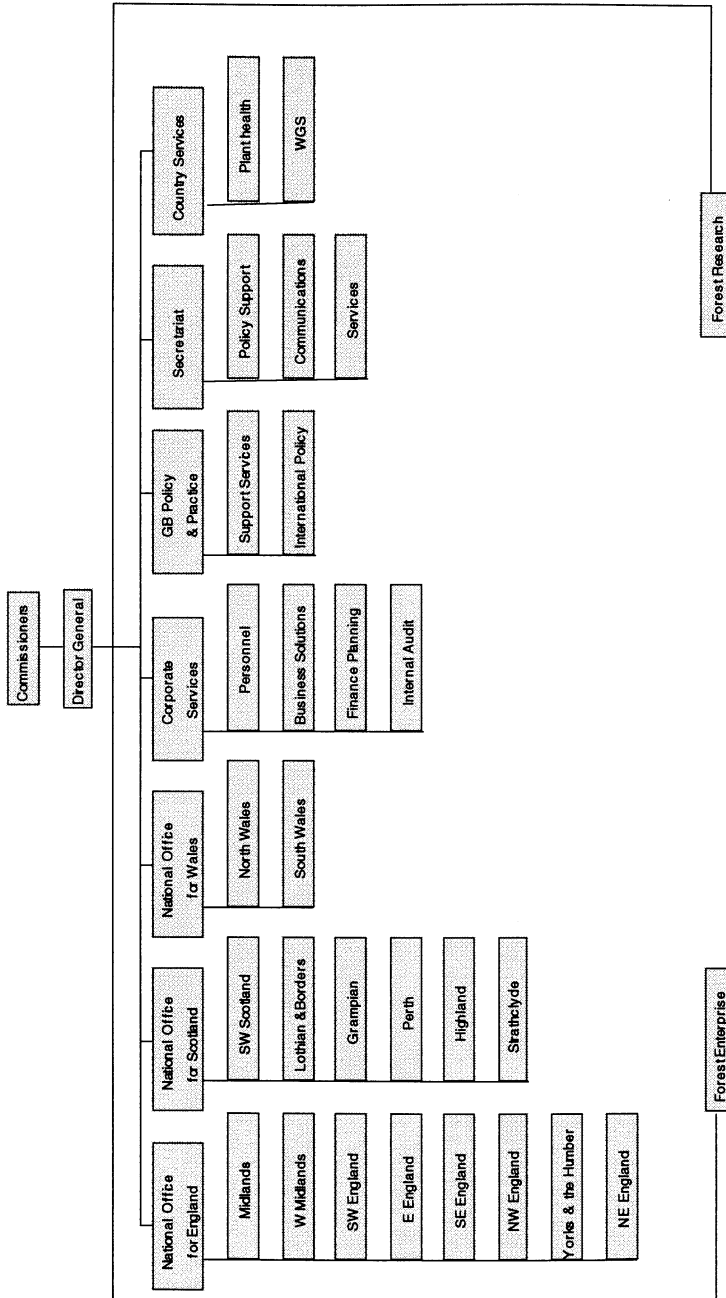 Commissioners
Director General
National Office
for England
Midlands
W Midlands
SW England
E England
SE England
NW England
Yorks & the Humber
NE England
National Office
for Scotland
SW Scotland
Lothian &Borders
Grampian
Perth
Highland
Strathclyde
National Office
for Wales
North Wales
South Wales
Corporate
Services
Personnel
Business Solutions
Finance Planning
Internal Audit
GB Policy
& Practice
Support Services
International Policy
Secretariat
Policy Support
Communications
Services
Country Services
Plant health
WGS
Forest Enterprise
Forest Research